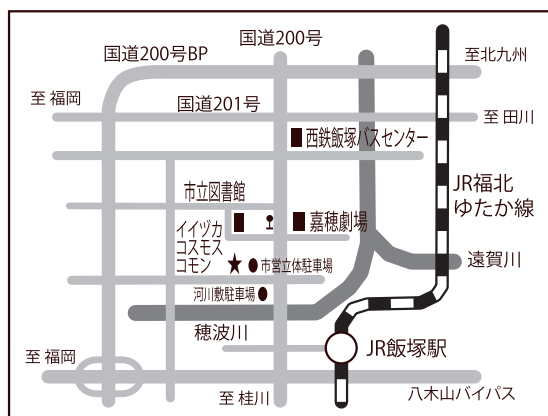 国道200号
国道200号BP
至北九州
至 福岡
国道201号
至 田川
西鉄飯塚バスセンター
JR福北
ゆたか線
市立図書館
イイヅカ
コスモス
コモン
嘉穂劇場
遠賀川
市営立体駐車場
河川敷駐車場
穂波川
JR飯塚駅
至 福岡
至 桂川
八木山バイパス